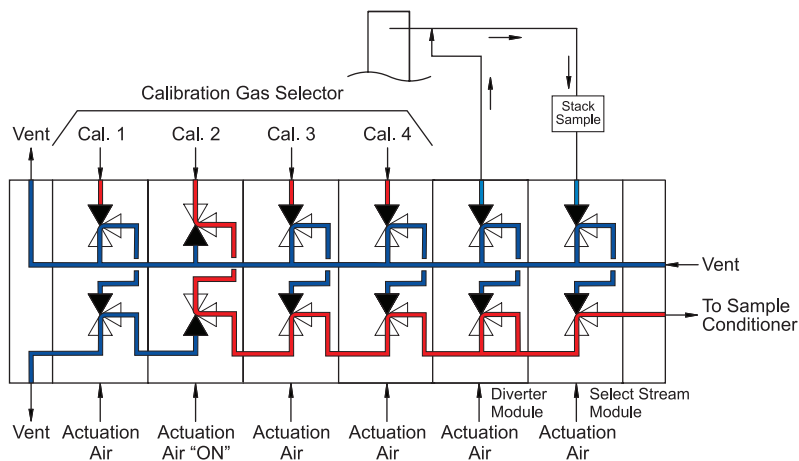 Calibration Gas Selector
Stack
Sample
Vent
Cal. 1
Cal. 2
Cal. 3
Cal. 4
Vent
To Sample
Conditioner
Diverter
Module
Select Stream
Module
Vent
Actuation
Air
Actuation
Air “ON”
Actuation
Air
Actuation
Air
Actuation
Air
Actuation
Air